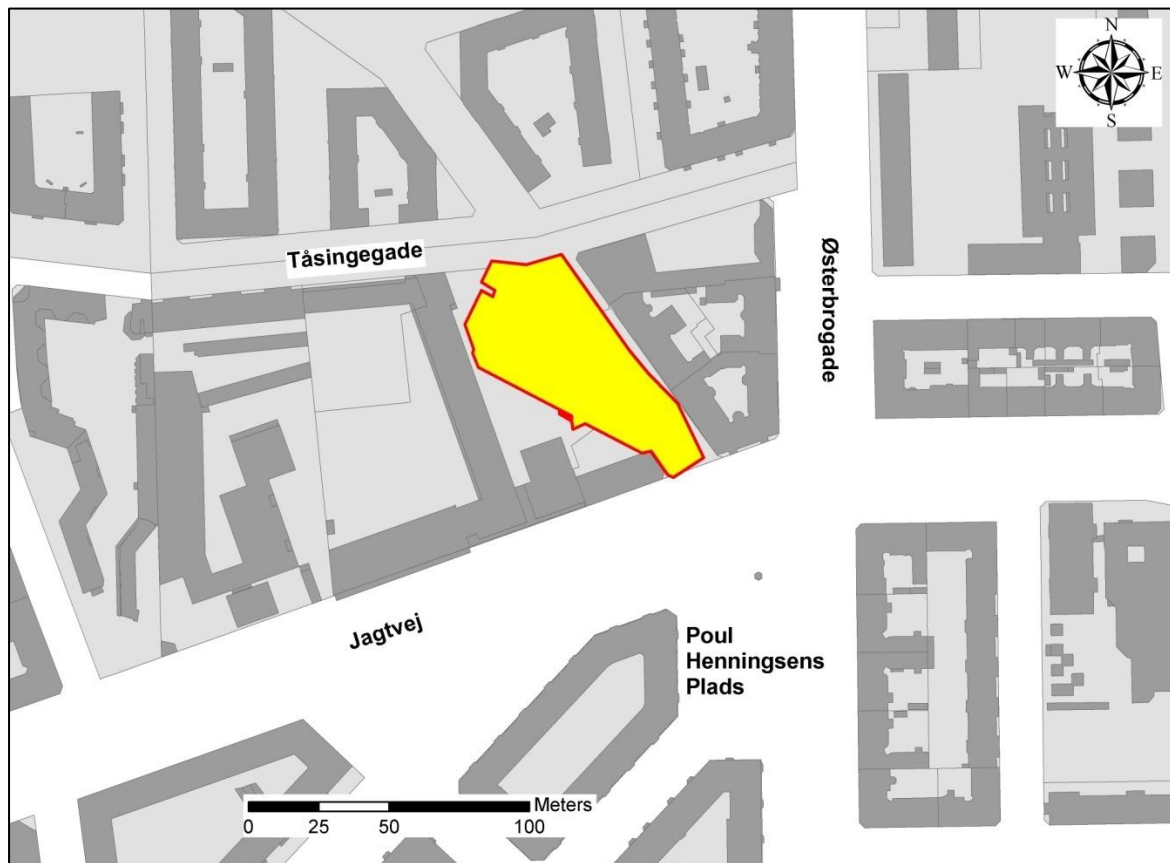 N
W E
S
Tåsingegade
Østerbrogade
Jagtvej
Poul
Henningsens
Plads
Meters
0 25 50 100